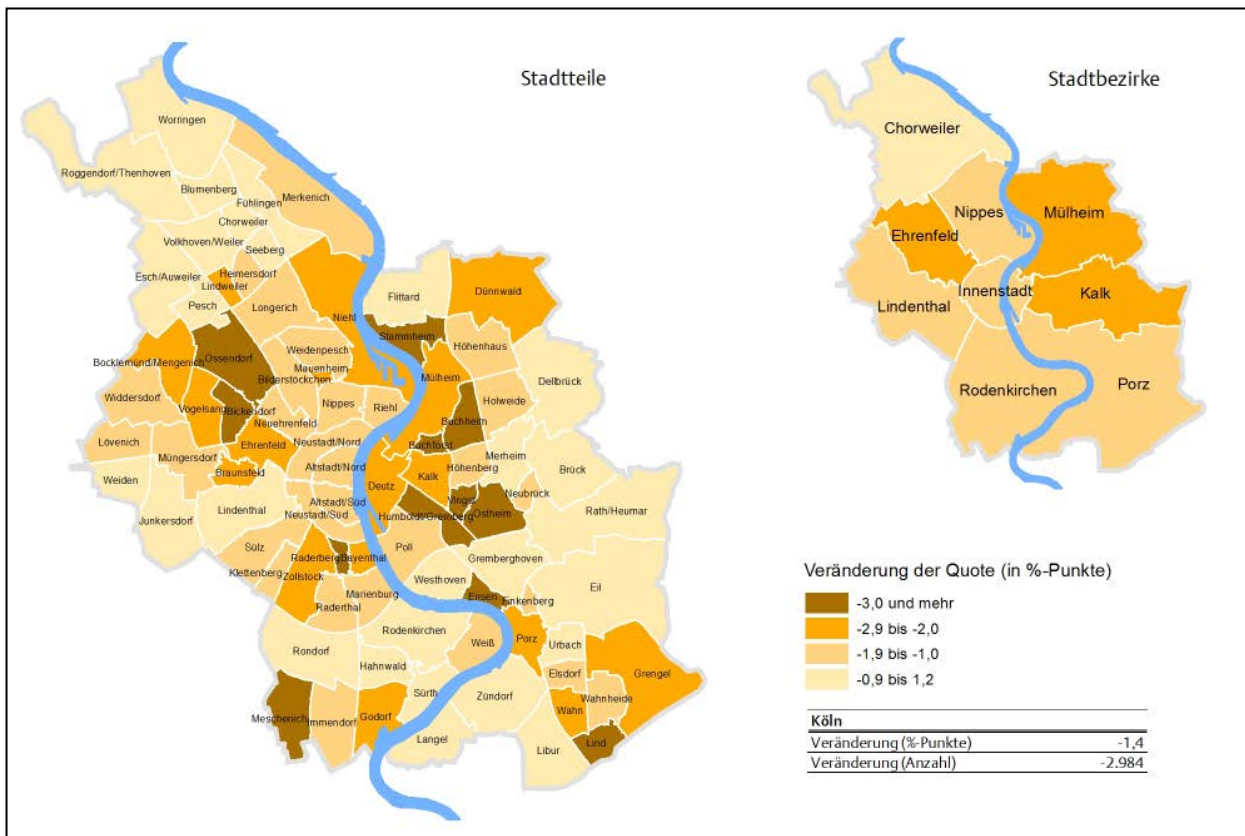 Stadtteile
Worringen
Roggendorf/Thenhoven
Blumenberg
Fühlingen
Merkenich
Chorweiler
Volkhoven/Weiler
Seeberg
Esch/Auweiler
Heimersdorf
Lindweiler
Pesch
Longerich
Niehl
Flittard
Dünnwald
Stammheim
Höhenhaus
Ossendorf
Weidenpesch
Mauenheim
Bocklemünd/Mengenich
Bilderstöckchen
Mülheim
Dellbrück
Widdersdorf
Vogelsang
Bickendorf
Nippes
Riehl
Holweide
Neuehrenfeld
Buchheim
Lövenich
Ehrenfeld
Neustadt/Nord
Buchforst
Müngersdorf
Altstadt/Nord
Merheim
Brück
Weiden
Braunsfeld
Kalk
Höhenberg
Deutz
Neubrück
Junkersdorf
Lindenthal
Altstadt/Süd
Vingst
Neustadt/Süd
Humboldt/Gremberg
Ostheim
Rath/Heumar
Sülz
Raderberg
Bayenthal
Poll
Gremberghoven
Klettenberg
Zollstock
Westhoven
Eil
Marienburg
Raderthal
Ensen
Finkenberg
Rodenkirchen
Weiß
Porz
Urbach
Rondorf
Hahnwald
Elsdorf
Grengel
Sürth
Zündorf
Wahnheide
Meschenich
Immendorf
Godorf
Wahn
Langel
Libur
Lind
Stadtbezirke
Chorweiler
Nippes
Mülheim
Ehrenfeld
Innenstadt
Kalk
Lindenthal
Rodenkirchen
Porz
Veränderung der Quote (in %-Punkte)
-3,0 und mehr
-2,9 bis -2,0
-1,9 bis -1,0
-0,9 bis 1,2
Köln
Veränderung (%-Punkte) -1,4
Veränderung (Anzahl) -2.984